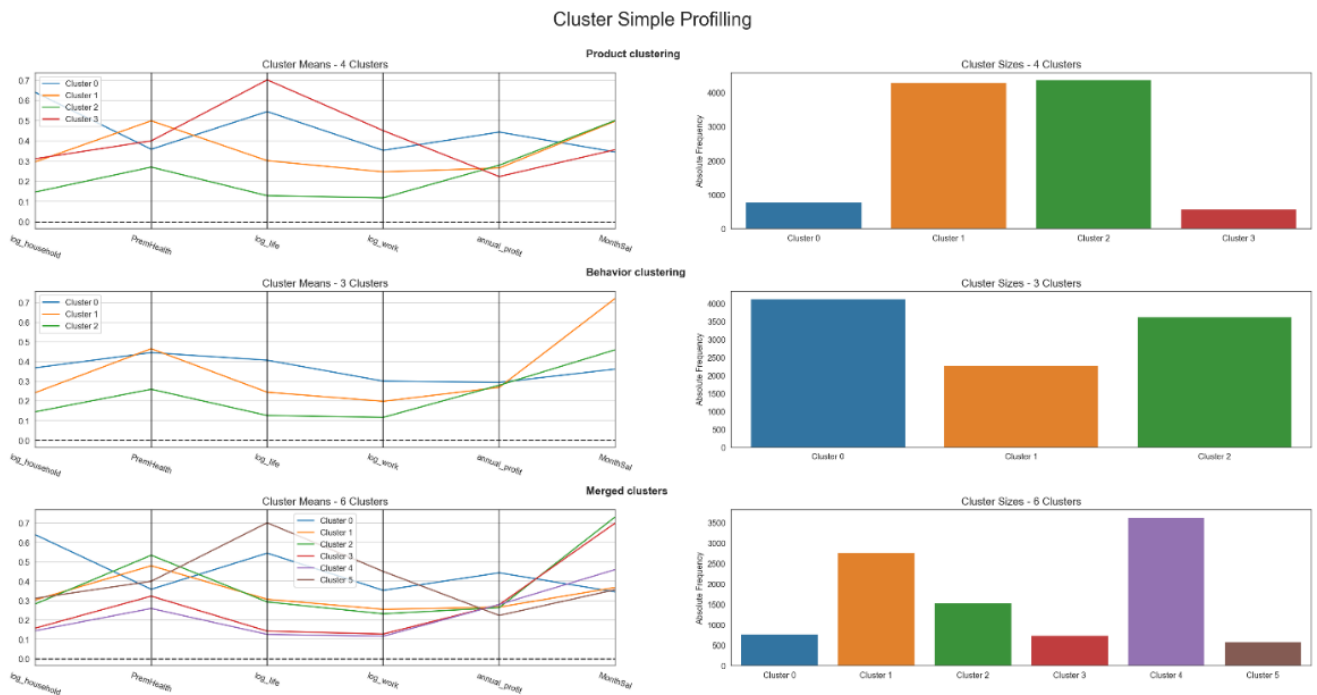 Cluster Simple Profilling
Product clustering
Cluster Means - 4 Clusters
0.7
0.6
0.5
0.4
0.3
0.2
0.1
0.0
Cluster 0
Cluster 1
Cluster 2
Cluster 3
log_household
PremHealth
log_life
log_work
annual_profit
MonthSal
Cluster Sizes - 4 Clusters
Absolute Frequency
4000
3000
2000
1000
0
Cluster 0
Cluster 1
Cluster 2
Cluster 3
Behavior clustering
Cluster Means - 3 Clusters
0.7
0.6
0.5
0.4
0.3
0.2
0.1
0.0
Cluster 0
Cluster 1
Cluster 2
log_household
PremHealth
log_life
log_work
annual_profit
MonthSal
Cluster Sizes - 3 Clusters
Absolute Frequency
4000
3500
3000
2500
2000
1500
1000
500
0
Cluster 0
Cluster 1
Cluster 2
Merged clusters
Cluster Means - 6 Clusters
0.7
0.6
0.5
0.4
0.3
0.2
0.1
0.0
Cluster 0
Cluster 1
Cluster 2
Cluster 3
Cluster 4
Cluster 5
log_household
PremHealth
log_life
log_work
annual_profit
MonthSal
Cluster Sizes - 6 Clusters
Absolute Frequency
3500
3000
2500
2000
1500
1000
500
0
Cluster 0
Cluster 1
Cluster 2
Cluster 3
Cluster 4
Cluster 5